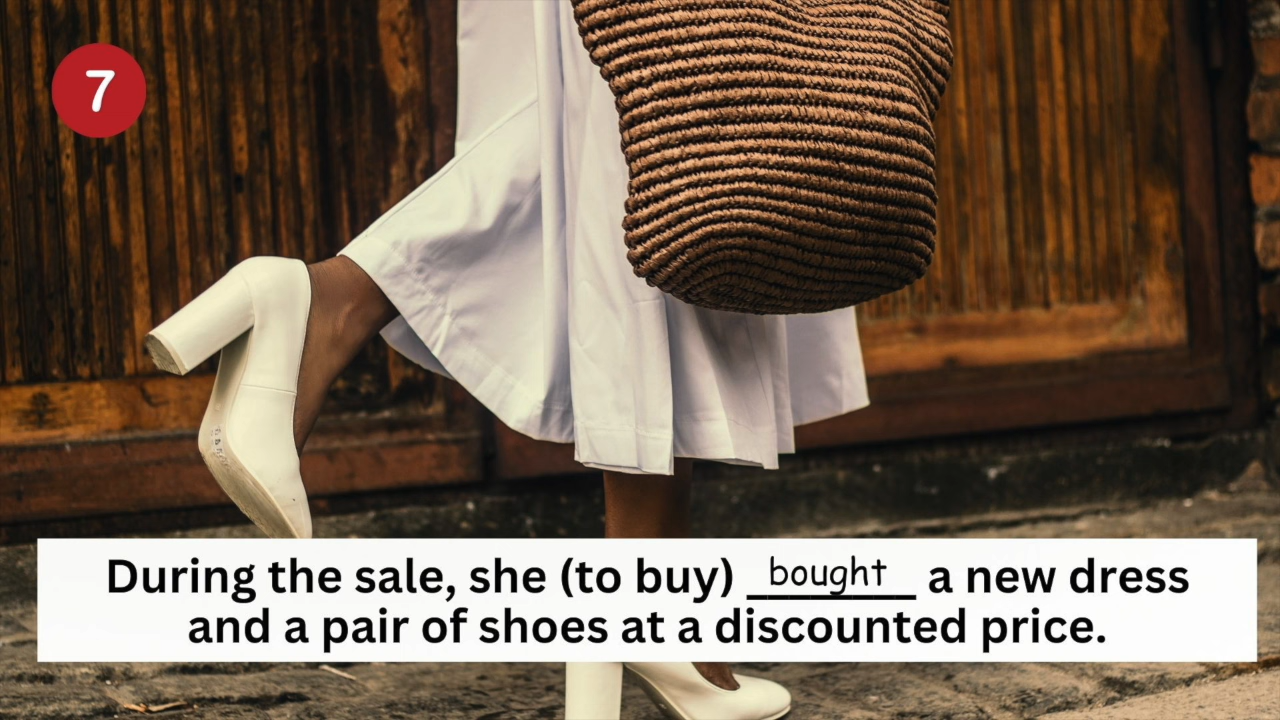 7
During the sale, she (to buy) bought a new dress
and a pair of shoes at a discounted price.